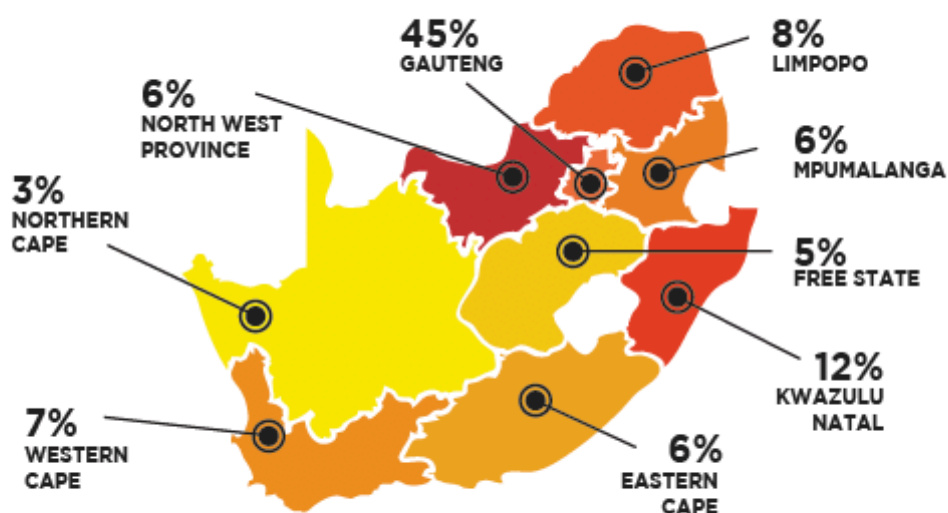 45%
GAUTENG
8%
LIMPOPO
6%
NORTH WEST
PROVINCE
6%
MPUMALANGA
3%
NORTHERN
CAPE
5%
FREE STATE
12%
KWAZULU
NATAL
7%
WESTERN
CAPE
6%
EASTERN
CAPE